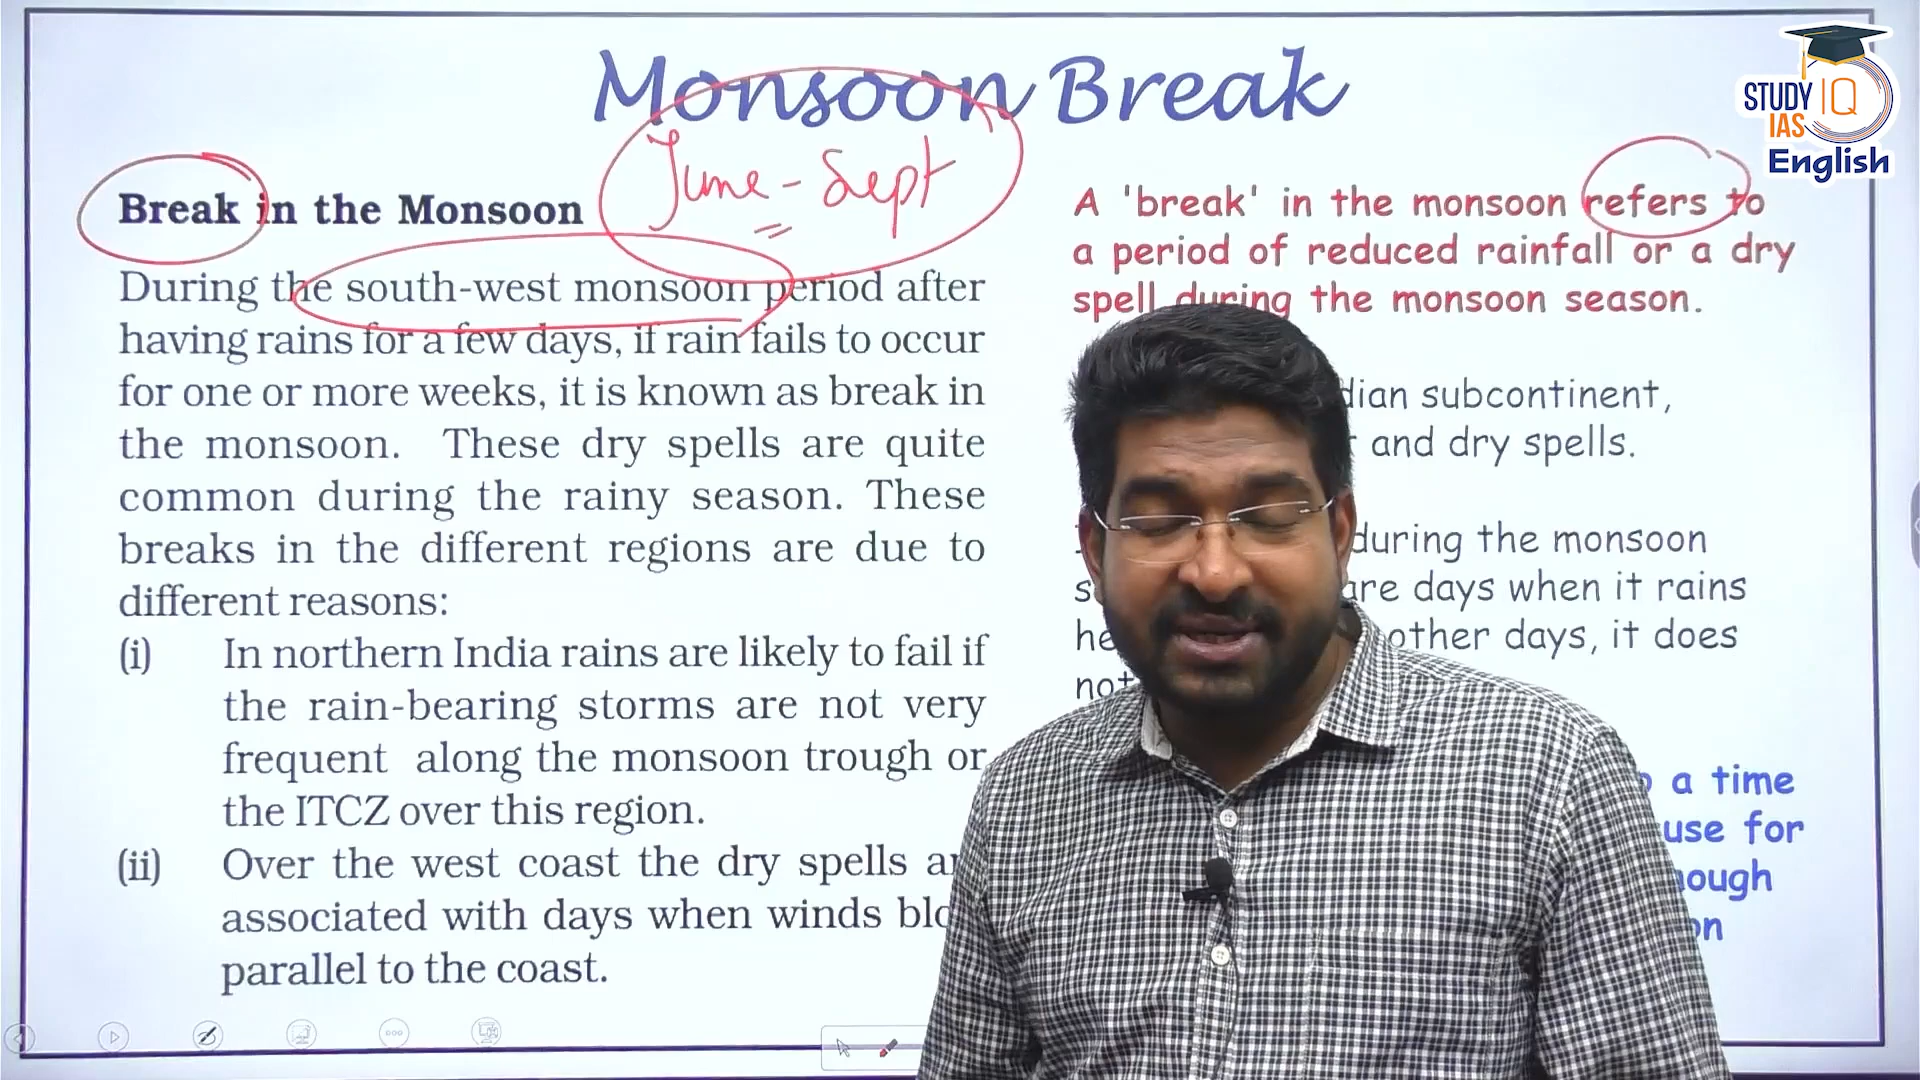 Monsoon Break
STUDY IQ
IAS
English
June - Sept
Break in the Monsoon
During the south-west monsoon period after
having rains for a few days, if rain fails to occur
for one or more weeks, it is known as break in
the monsoon. These dry spells are quite
common during the rainy season. These
breaks in the different regions are due to
different reasons:
(i) In northern India rains are likely to fail if
the rain-bearing storms are not very
frequent along the monsoon trough or
the ITCZ over this region.
(ii) Over the west coast the dry spells
associated with days when winds
parallel to the coast.
A 'break' in the monsoon refers to
a period of reduced rainfall or a dry
spell during the monsoon season.
subcontinent,
and dry spells.
during the monsoon
days when it rains
other days, it does
a time
for